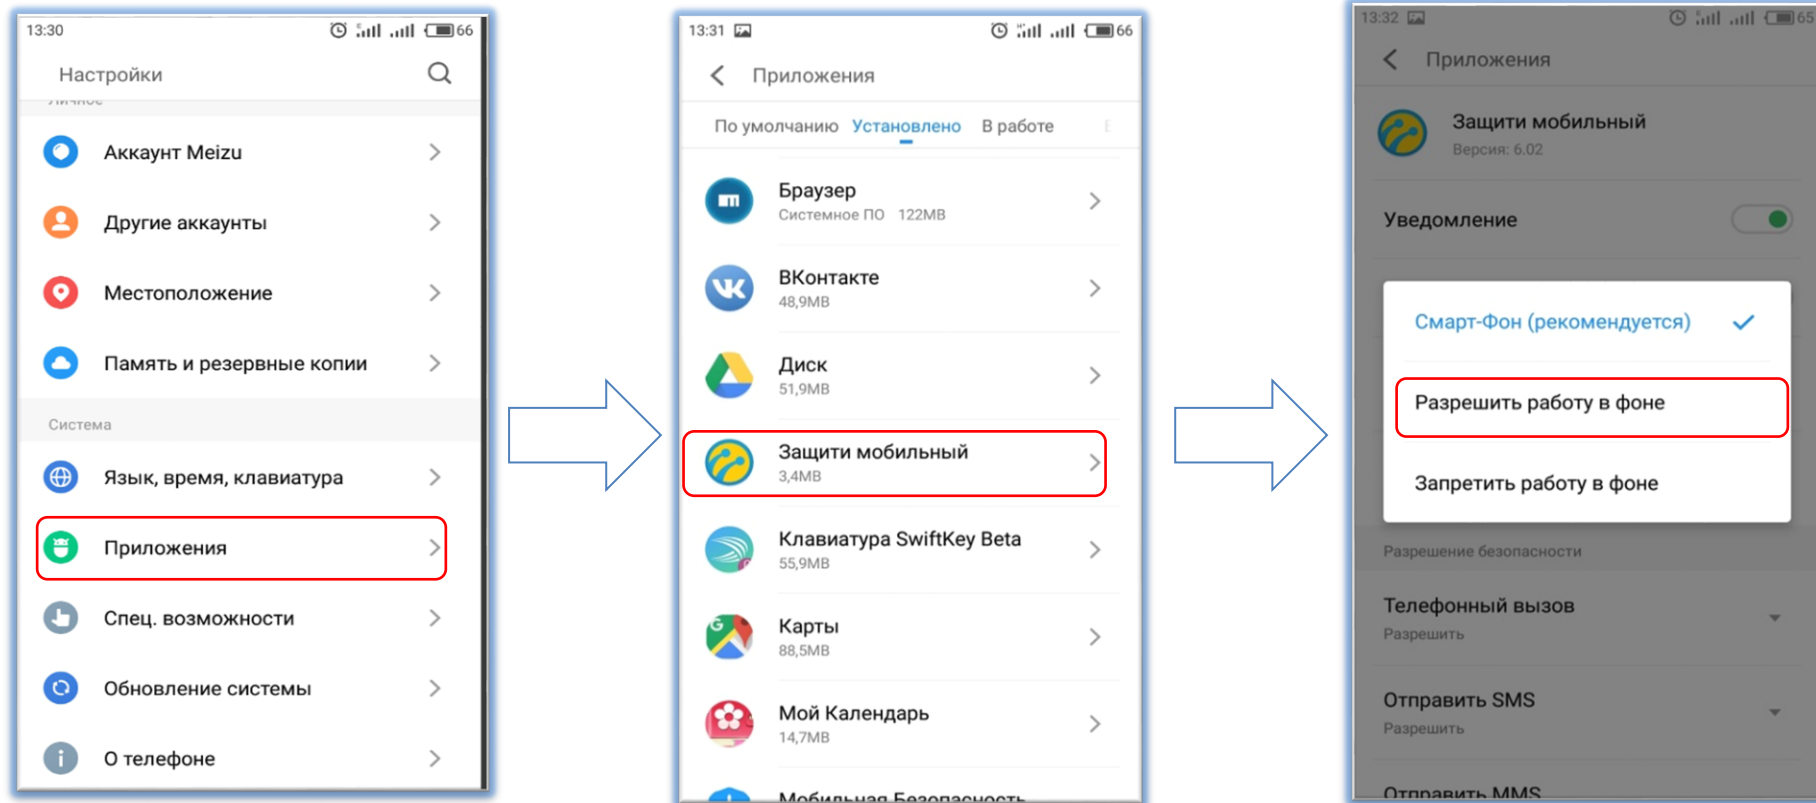 13:30
66
Настройки
Личное
Аккаунт Meizu
Другие аккаунты
Местоположение
Память и резервные копии
Система
Язык, время, клавиатура
Приложения
Спец. возможности
Обновление системы
О телефоне
13:31
66
Приложения
По умолчанию Установлено В работе
Браузер
Системное ПО 122MB
ВКонтакте
48,9MB
Диск
51,9MB
Защити мобильный
3,4MB
Клавиатура SwiftKey Beta
55,9MB
Карты
88,5MB
Мой Календарь
14,7MB
Мобильная Безопасность
13:32
65
Приложения
Защити мобильный
Версия: 6.02
Уведомление
Смарт-Фон (рекомендуется)
Разрешить работу в фоне
Запретить работу в фоне
Разрешение безопасности
Телефонный вызов
Разрешить
Отправить SMS
Разрешить
Отправить MMS